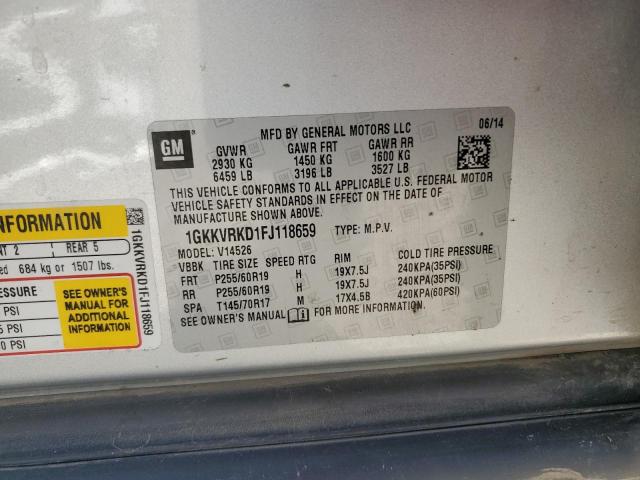 GM
MFD BY GENERAL MOTORS LLC
06/14
GVWR GAWR FRT GAWR RR
2930 KG 1450 KG 1600 KG
6459 LB 3196 LB 3527 LB
THIS VEHICLE CONFORMS TO ALL APPLICABLE U.S. FEDERAL MOTOR
VEHICLE SAFETY STANDARDS IN EFFECT ON THE DATE OF
MANUFACTURE SHOWN ABOVE.
1GKKVRKD1FJ118659 TYPE: M.P.V.
MODEL: V14526
VBBK TIRE SIZE SPEED RTG RIM COLD TIRE PRESSURE
FRT P255/60R19 H 19X7.5J 240KPA(35PSI)
RR P255/60R19 H 19X7.5J 240KPA(35PSI)
SPA T145/70R17 M 17X4.5B 420KPA(60PSI)
SEE OWNER'S MANUAL FOR MORE INFORMATION.
INFORMATION
T 2 REAR 5
ed 684 kg or 1507 lbs.
ESSURE
PSI
5 PSI
0 PSI
SEE OWNER'S
MANUAL FOR
ADDITIONAL
INFORMATION
1GKKVRKD1FJ118659